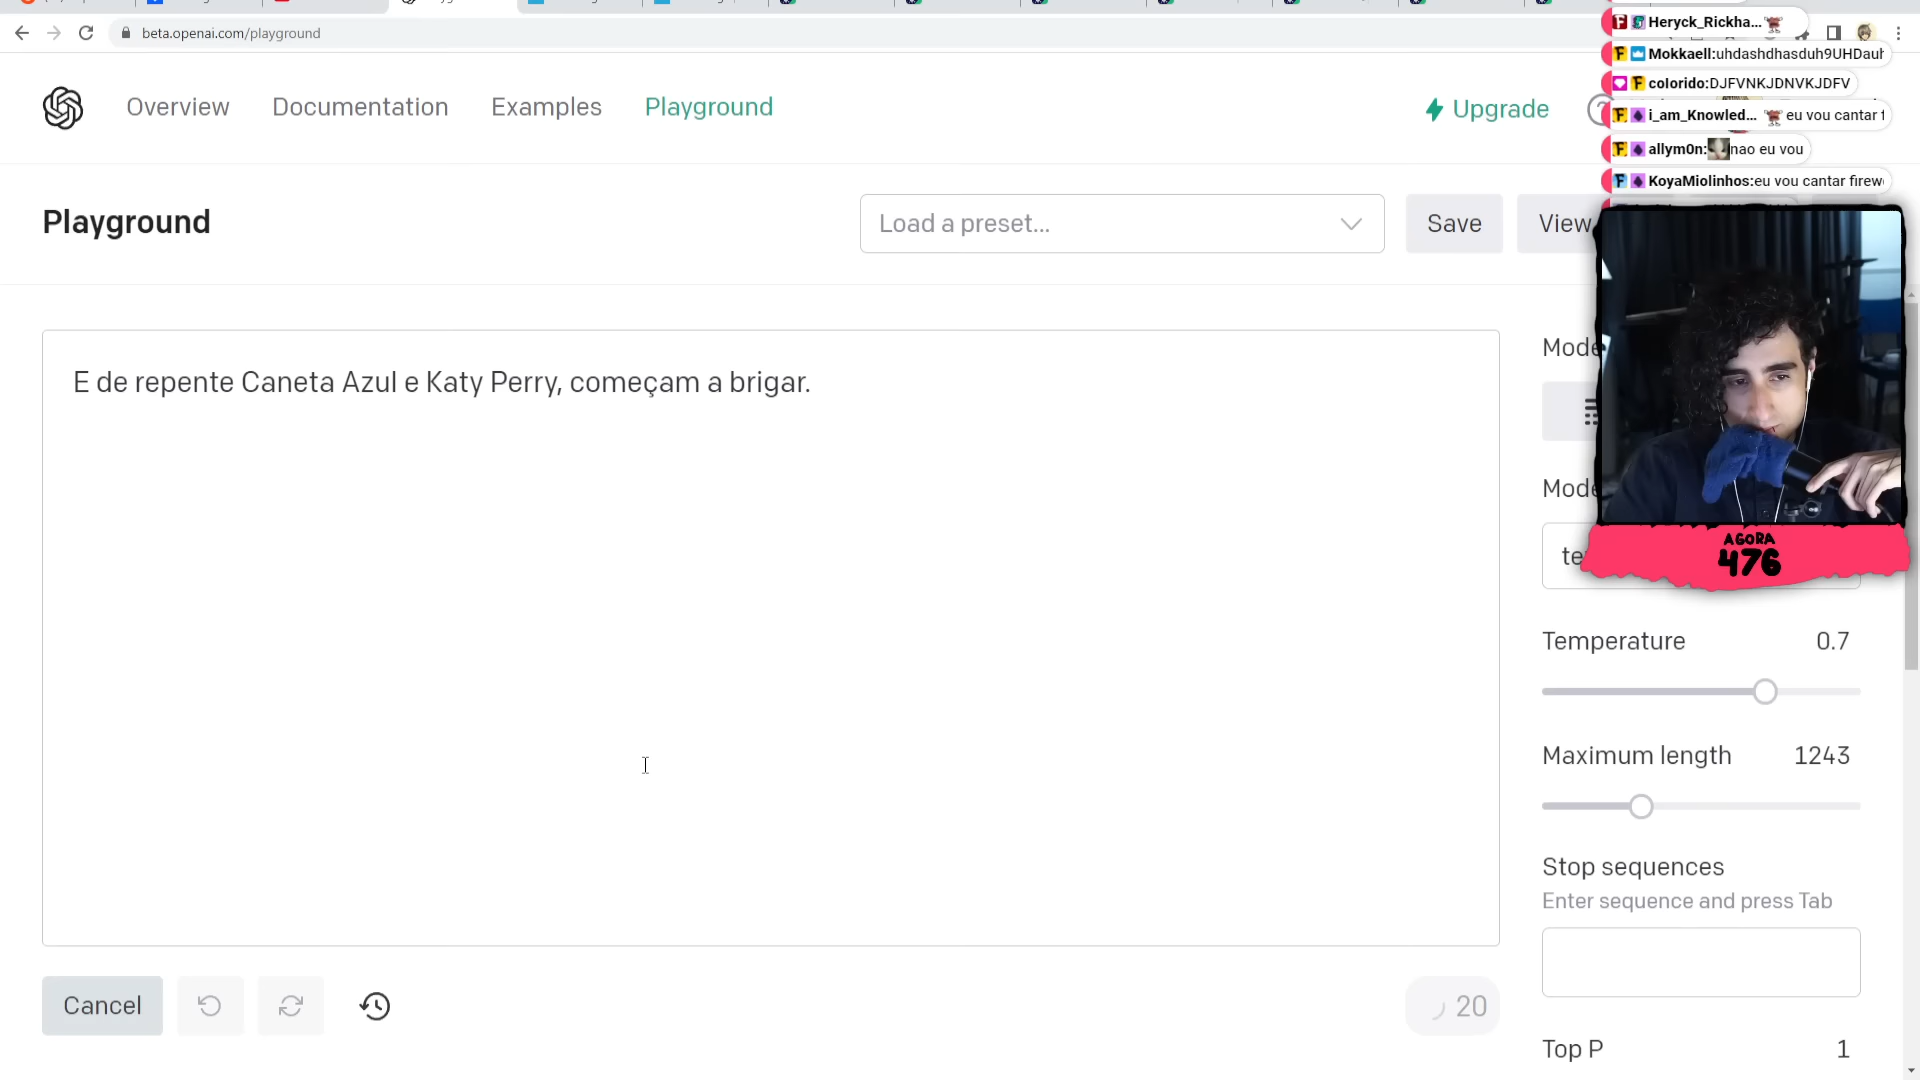 beta.openai.com/playground
Overview
Documentation
Examples
Playground
Upgrade
Heryck_Rickha...
Mokkaell:uhdashdhasduh9UHDauh
colorido:DJFVNKJDNVKJDFV
i_am_Knowled... eu vou cantar f
allym0n: nao eu vou
KoyaMiolinhos:eu vou cantar firew
Playground
Load a preset...
Save
View
E de repente Caneta Azul e Katy Perry, começam a brigar.
Mode
Mode
te
AGORA
476
Temperature 0.7
Maximum length 1243
Stop sequences
Enter sequence and press Tab
Cancel
20
Top P 1